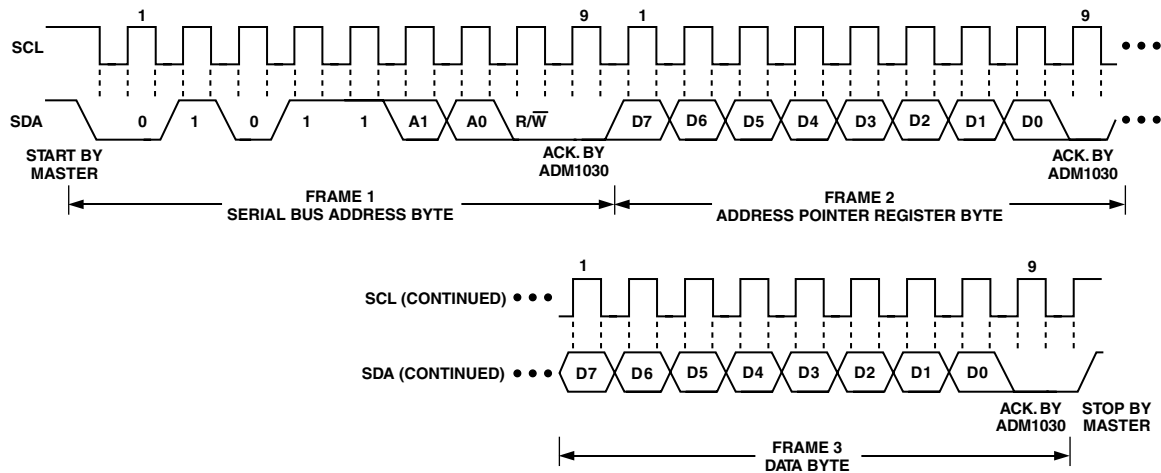 1 9 1 9
SCL
SDA 0 1 0 1 1 A1 A0 R/W̅ D7 D6 D5 D4 D3 D2 D1 D0
START BY
MASTER
ACK. BY
ADM1030
ACK. BY
ADM1030
FRAME 1
SERIAL BUS ADDRESS BYTE
FRAME 2
ADDRESS POINTER REGISTER BYTE
1 9
SCL (CONTINUED)
SDA (CONTINUED) D7 D6 D5 D4 D3 D2 D1 D0
ACK. BY
ADM1030
STOP BY
MASTER
FRAME 3
DATA BYTE